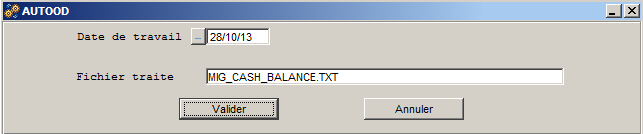 AUTOOD
Date de travail ... 28/10/13
Fichier traite MIG_CASH_BALANCE.TXT
Valider Annuler